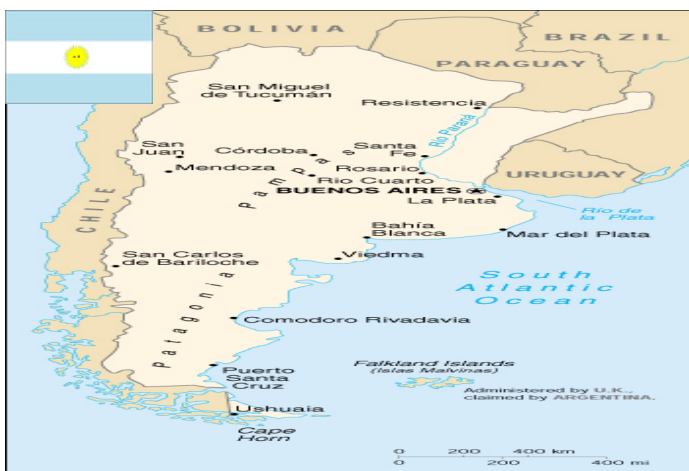 BOLIVIA
BRAZIL
PARAGUAY
San Miguel
de Tucumán
Resistencia
Río Paraná
San
Juan
Córdoba
Santa
Fe
Mendoza
Rosario
Rio Cuarto
URUGUAY
Pampas
BUENOS AIRES
La Plata
CHILE
Río de
la Plata
Bahía
Blanca
Mar del Plata
San Carlos
de Bariloche
Viedma
South
Atlantic
Ocean
Patagonia
Comodoro Rivadavia
Puerto
Santa
Cruz
Falkland Islands
(Islas Malvinas)
Administered by U.K.,
claimed by ARGENTINA.
Ushuaia
Cape
Horn
0 200 400 km
0 200 400 mi